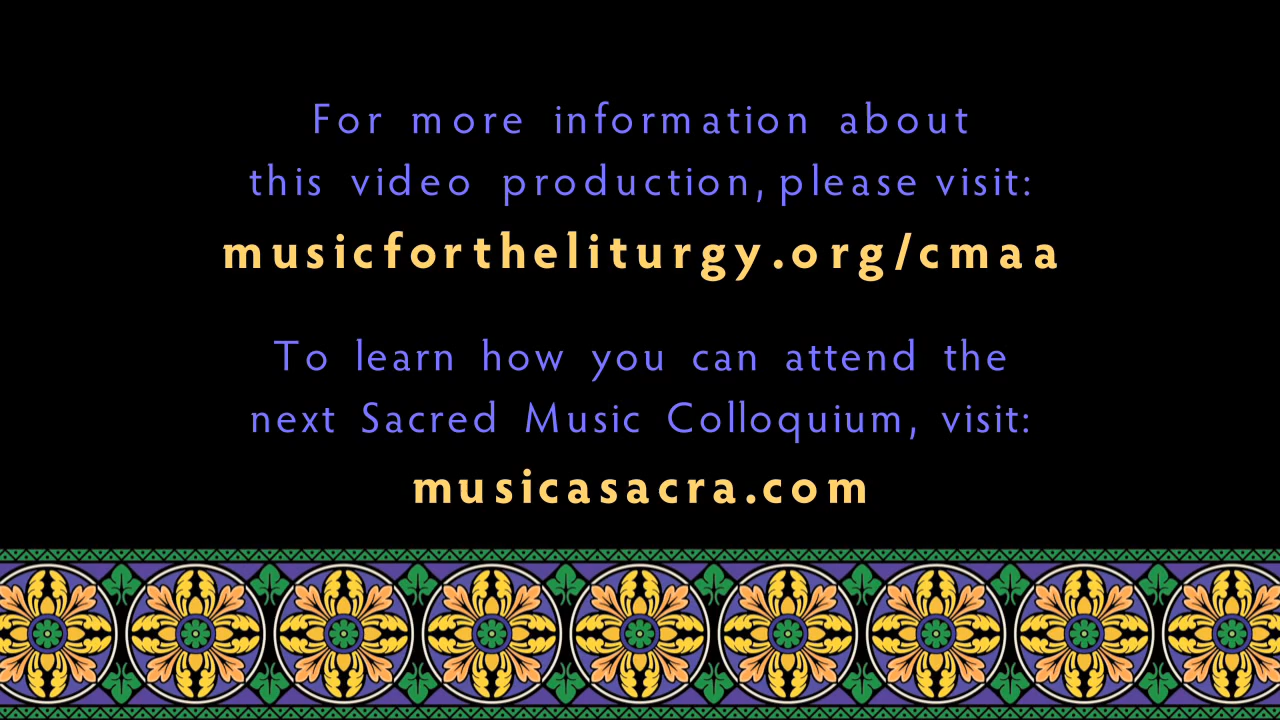 For more information about
this video production, please visit:
musicfortheliturgy.org/cmaa
To learn how you can attend the
next Sacred Music Colloquium, visit:
musicasacra.com